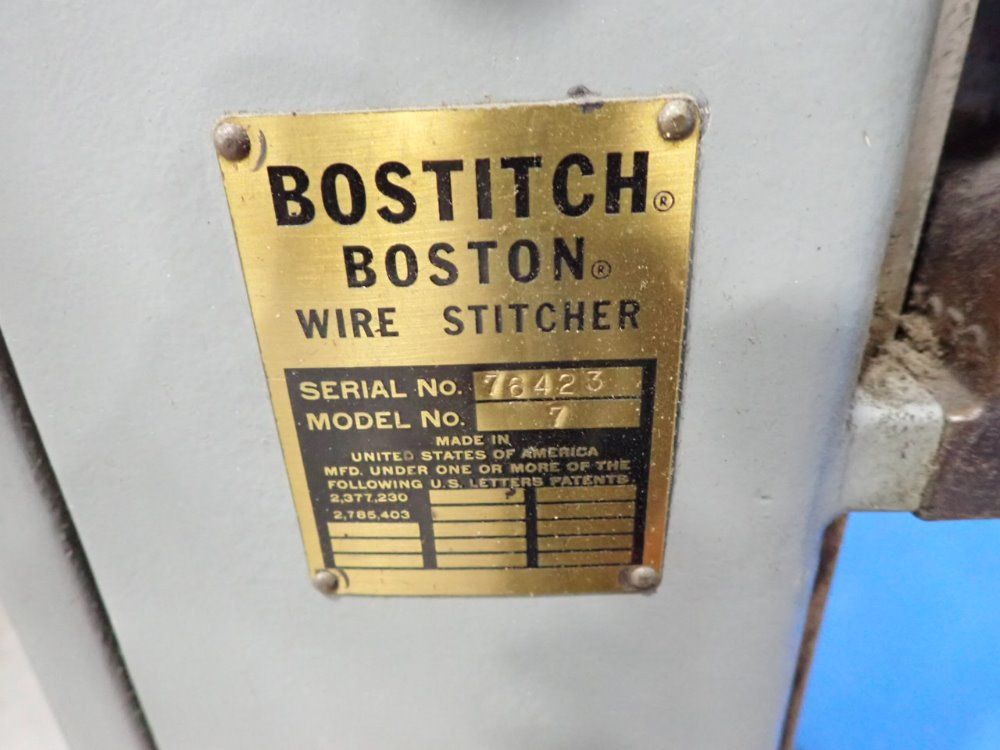 BOSTITCH®
BOSTON®
WIRE STITCHER
SERIAL No. 76423
MODEL No. 7
MADE IN
UNITED STATES OF AMERICA
MFD. UNDER ONE OR MORE OF THE
FOLLOWING U.S. LETTERS PATENTS
2,377,230
2,785,403